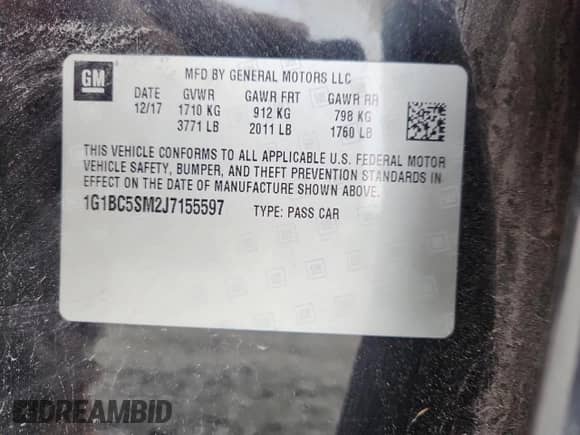 GM
MFD BY GENERAL MOTORS LLC
DATE GVWR GAWR FRT GAWR RR
12/17 1710 KG 912 KG 798 KG
3771 LB 2011 LB 1760 LB
THIS VEHICLE CONFORMS TO ALL APPLICABLE U.S. FEDERAL MOTOR
VEHICLE SAFETY, BUMPER, AND THEFT PREVENTION STANDARDS IN
EFFECT ON THE DATE OF MANUFACTURE SHOWN ABOVE.
1G1BC5SM2J7155597 TYPE: PASS CAR
DREAMBID